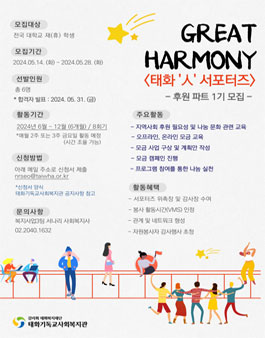 모집대상
전국 대학교 재(휴) 학생
모집기간
2024.05.14. (화) ~ 2024.05.28. (화)
선발인원
총 6명
* 합격자 발표 : 2024. 05. 31. (금)
활동기간
2024년 6월 ~ 12월 (6개월) / 8회기
*매월 2주 또는 3주 금요일 활동 예정
(시간 조율 가능)
신청방법
아래 메일 주소로 신청서 제출
*신청서 양식
태화기독교사회복지관 공지사항 참고
문의사항
복지사업3팀 서나리 사회복지사
02.2040.1632
GREAT
HARMONY
<태화 '人' 서포터즈>
- 후원 파트 1기 모집 -
주요활동
- 지역사회 후원 필요성 및 나눔 문화 관련 교육
- 오프라인, 온라인 모금 교육
- 모금 사업 구상 및 계획안 작성
- 모금 캠페인 진행
- 프로그램 참여를 통한 나눔 실천
활동혜택
- 서포터즈 위촉장 및 감사장 수여
- 봉사 활동시간(VMS) 인정
- 관계 및 네트워크 형성
- 자원봉사자 감사행사 초청
감리회 태화복지재단
태화기독교사회복지관